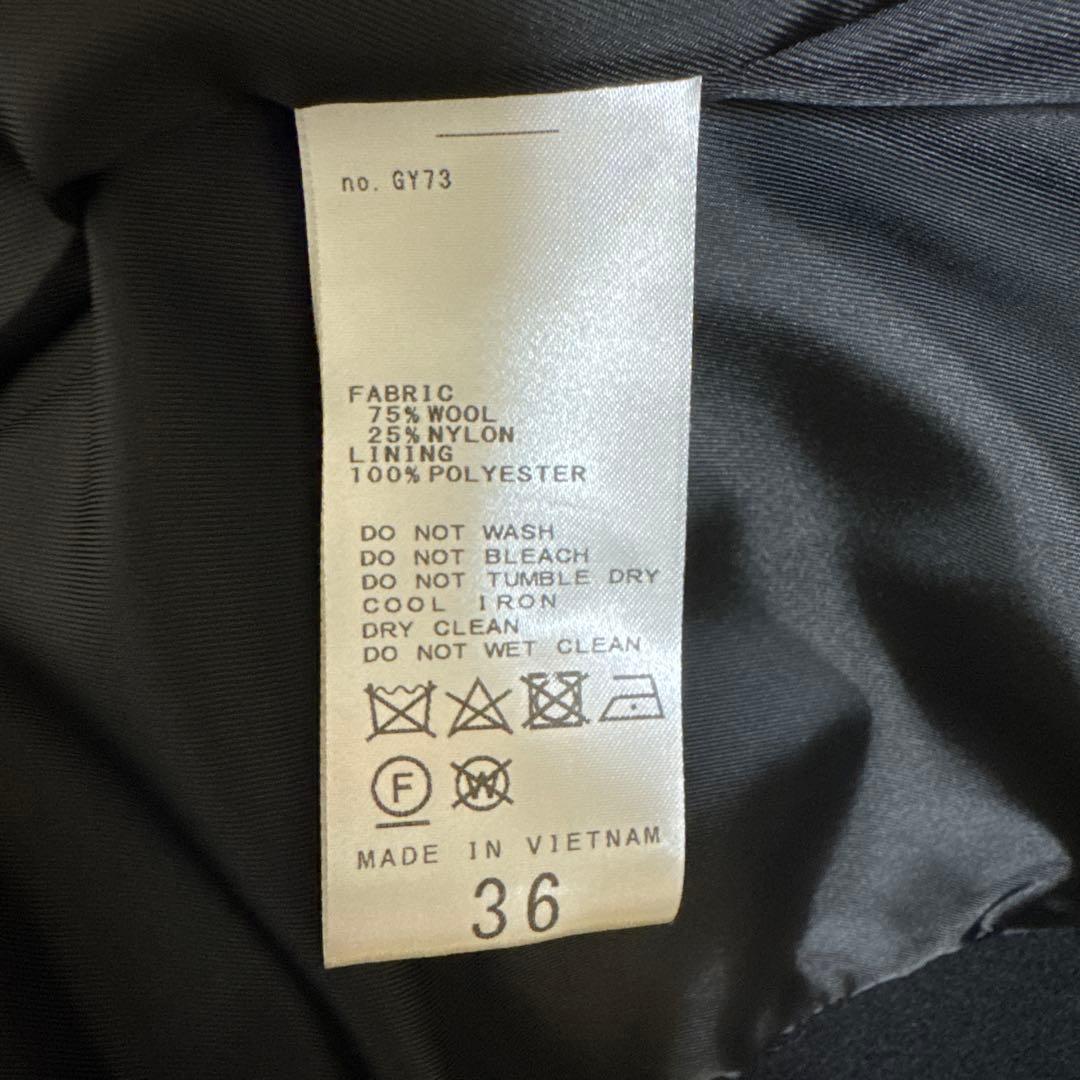 no. GY73
FABRIC
75% WOOL
25% NYLON
LINING
100% POLYESTER
DO NOT WASH
DO NOT BLEACH
DO NOT TUMBLE DRY
COOL IRON
DRY CLEAN
DO NOT WET CLEAN
F W
MADE IN VIETNAM
36